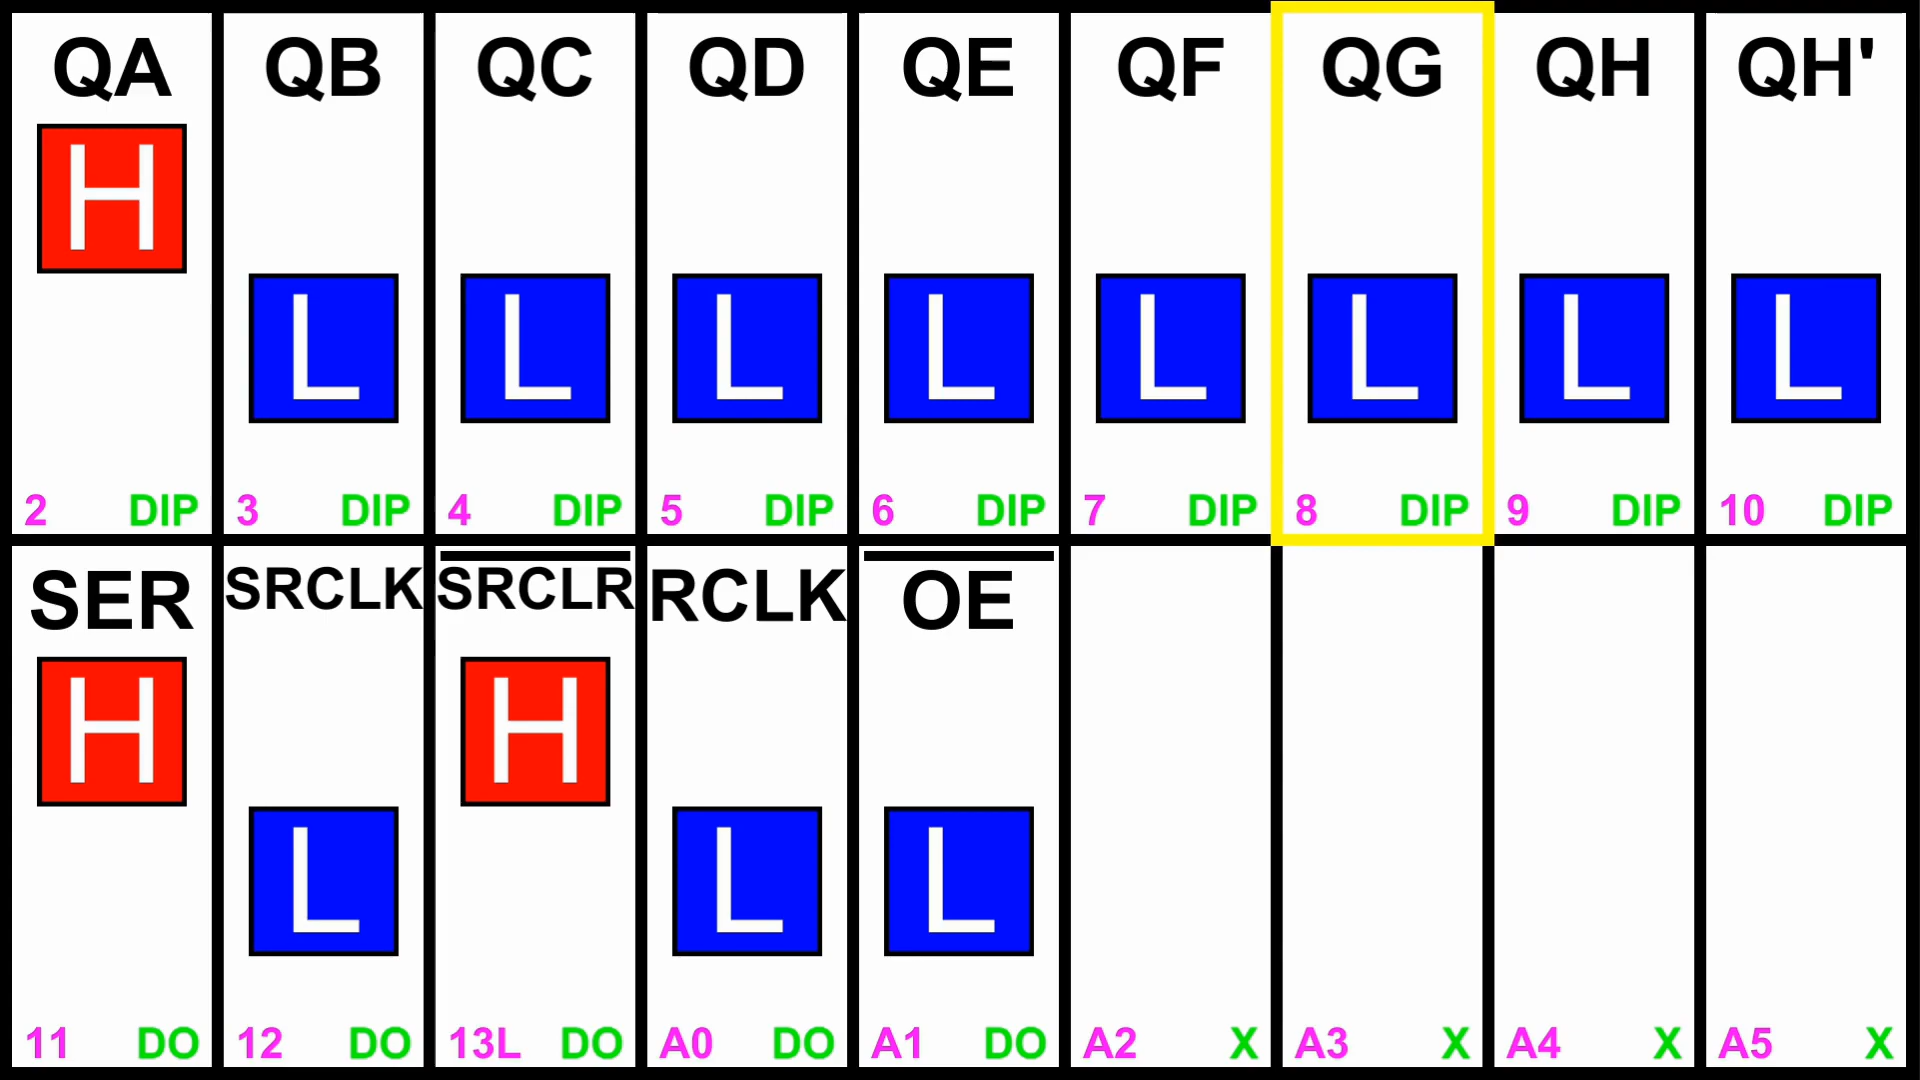 QA QB QC QD QE QF QG QH QH'
H
L L L L L L L L
2 DIP 3 DIP 4 DIP 5 DIP 6 DIP 7 DIP 8 DIP 9 DIP 10 DIP
SER SRCLK SRCLR RCLK OE
H H
L L L
11 DO 12 DO 13L DO A0 DO A1 DO A2 X A3 X A4 X A5 X